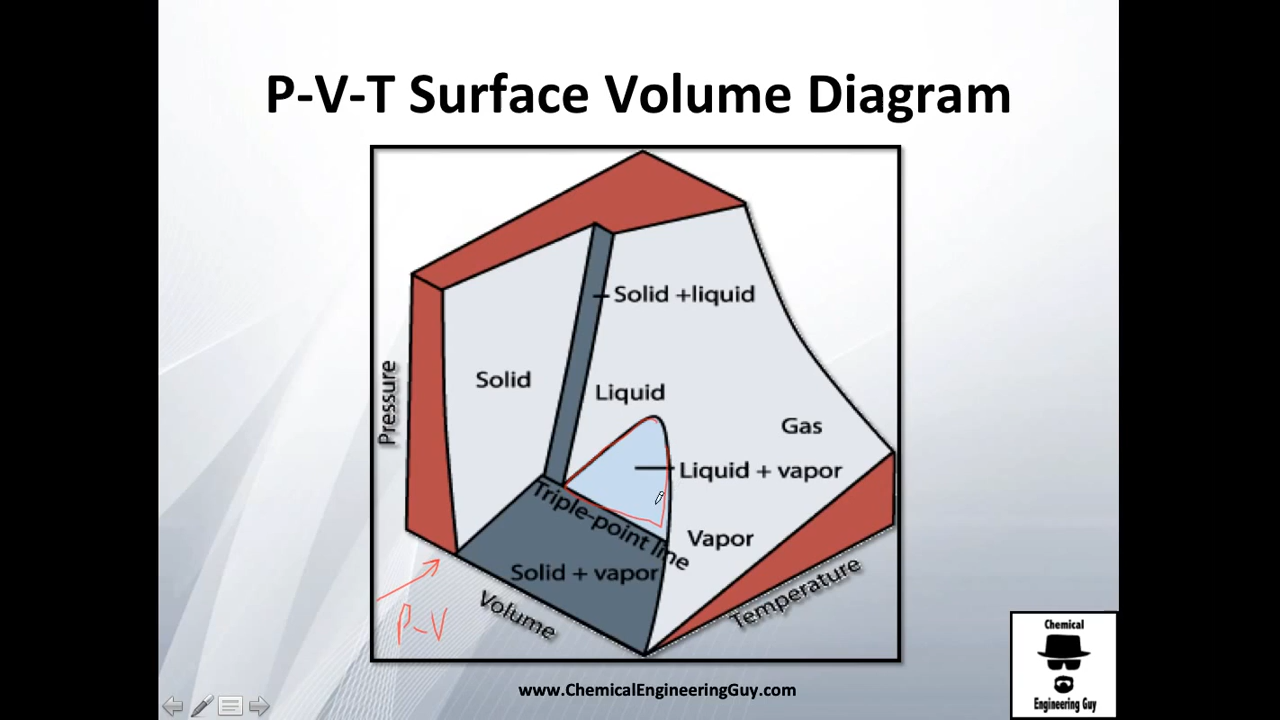 P-V-T Surface Volume Diagram
Solid +liquid
Solid
Liquid
Gas
Pressure
Liquid + vapor
Triple-point line
Vapor
Solid + vapor
Temperature
Volume
P-V
Chemical
Engineering Guy
www.ChemicalEngineeringGuy.com